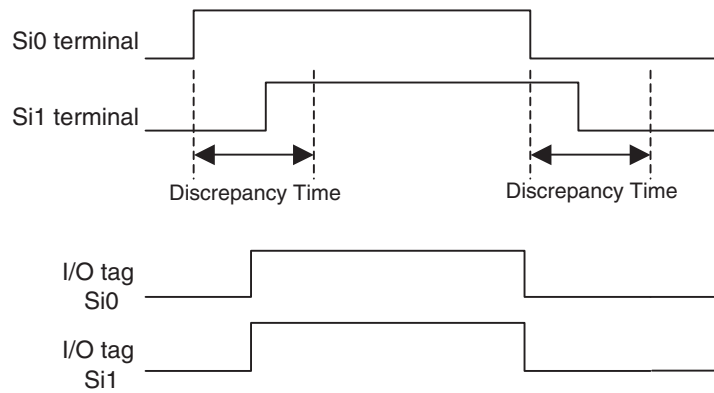 Si0 terminal
Si1 terminal
Discrepancy Time
Discrepancy Time
I/O tag
Si0
I/O tag
Si1